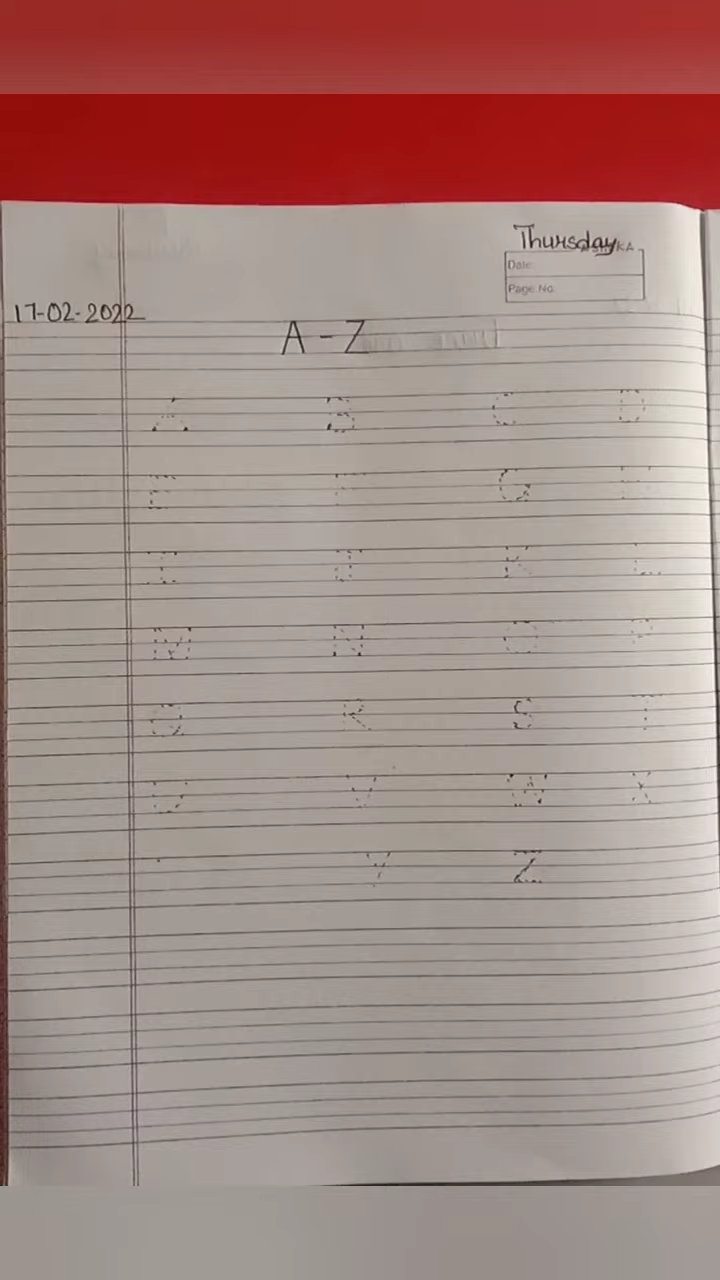 Thursday
Date:
Page No.
17-02-2022
A - Z
A B C D
E F G H
I J K L
M N O P
Q R S T
U V W X
Y Z